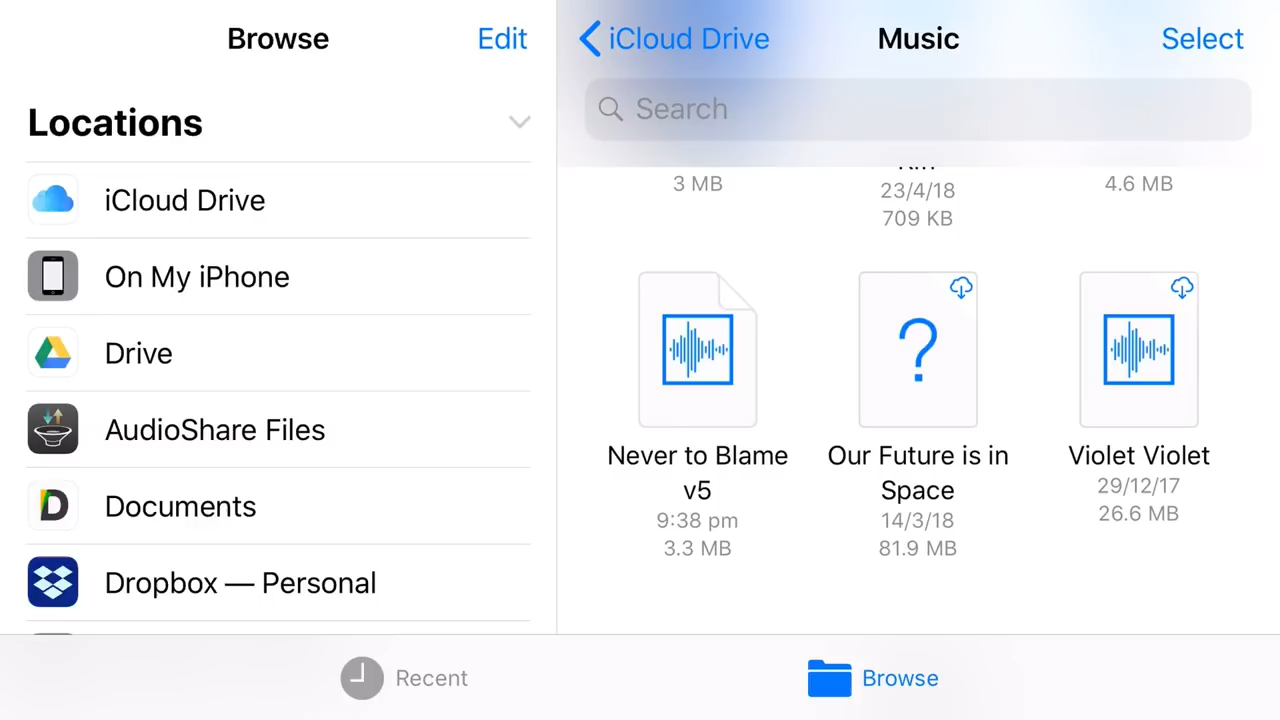 Browse
Edit
Locations
iCloud Drive
On My iPhone
Drive
AudioShare Files
Documents
Dropbox — Personal
iCloud Drive
Music
Select
Search
3 MB
23/4/18
709 KB
4.6 MB
?
Never to Blame
v5
9:38 pm
3.3 MB
Our Future is in
Space
14/3/18
81.9 MB
Violet Violet
29/12/17
26.6 MB
Recent
Browse